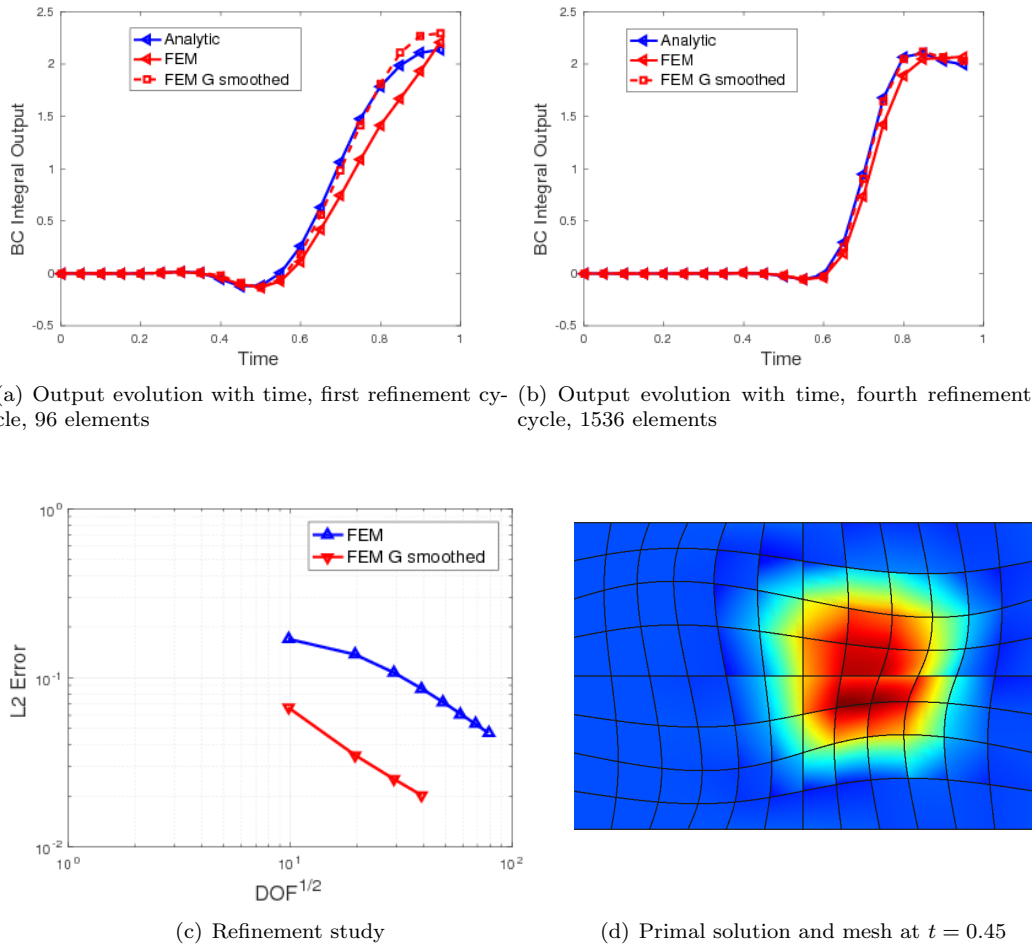 Analytic
FEM
FEM G smoothed
BC Integral Output
2.5
2
1.5
1
0.5
0
-0.5
0 0.2 0.4 0.6 0.8 1
Time
Analytic
FEM
FEM G smoothed
BC Integral Output
2.5
2
1.5
1
0.5
0
-0.5
0 0.2 0.4 0.6 0.8 1
Time
a) Output evolution with time, first refinement cy-
cle, 96 elements
(b) Output evolution with time, fourth refinement
cycle, 1536 elements
FEM
FEM G smoothed
L2 Error
10^0
10^-1
10^-2
10^0 10^1 10^2
DOF^1/2
(c) Refinement study
(d) Primal solution and mesh at t = 0.45